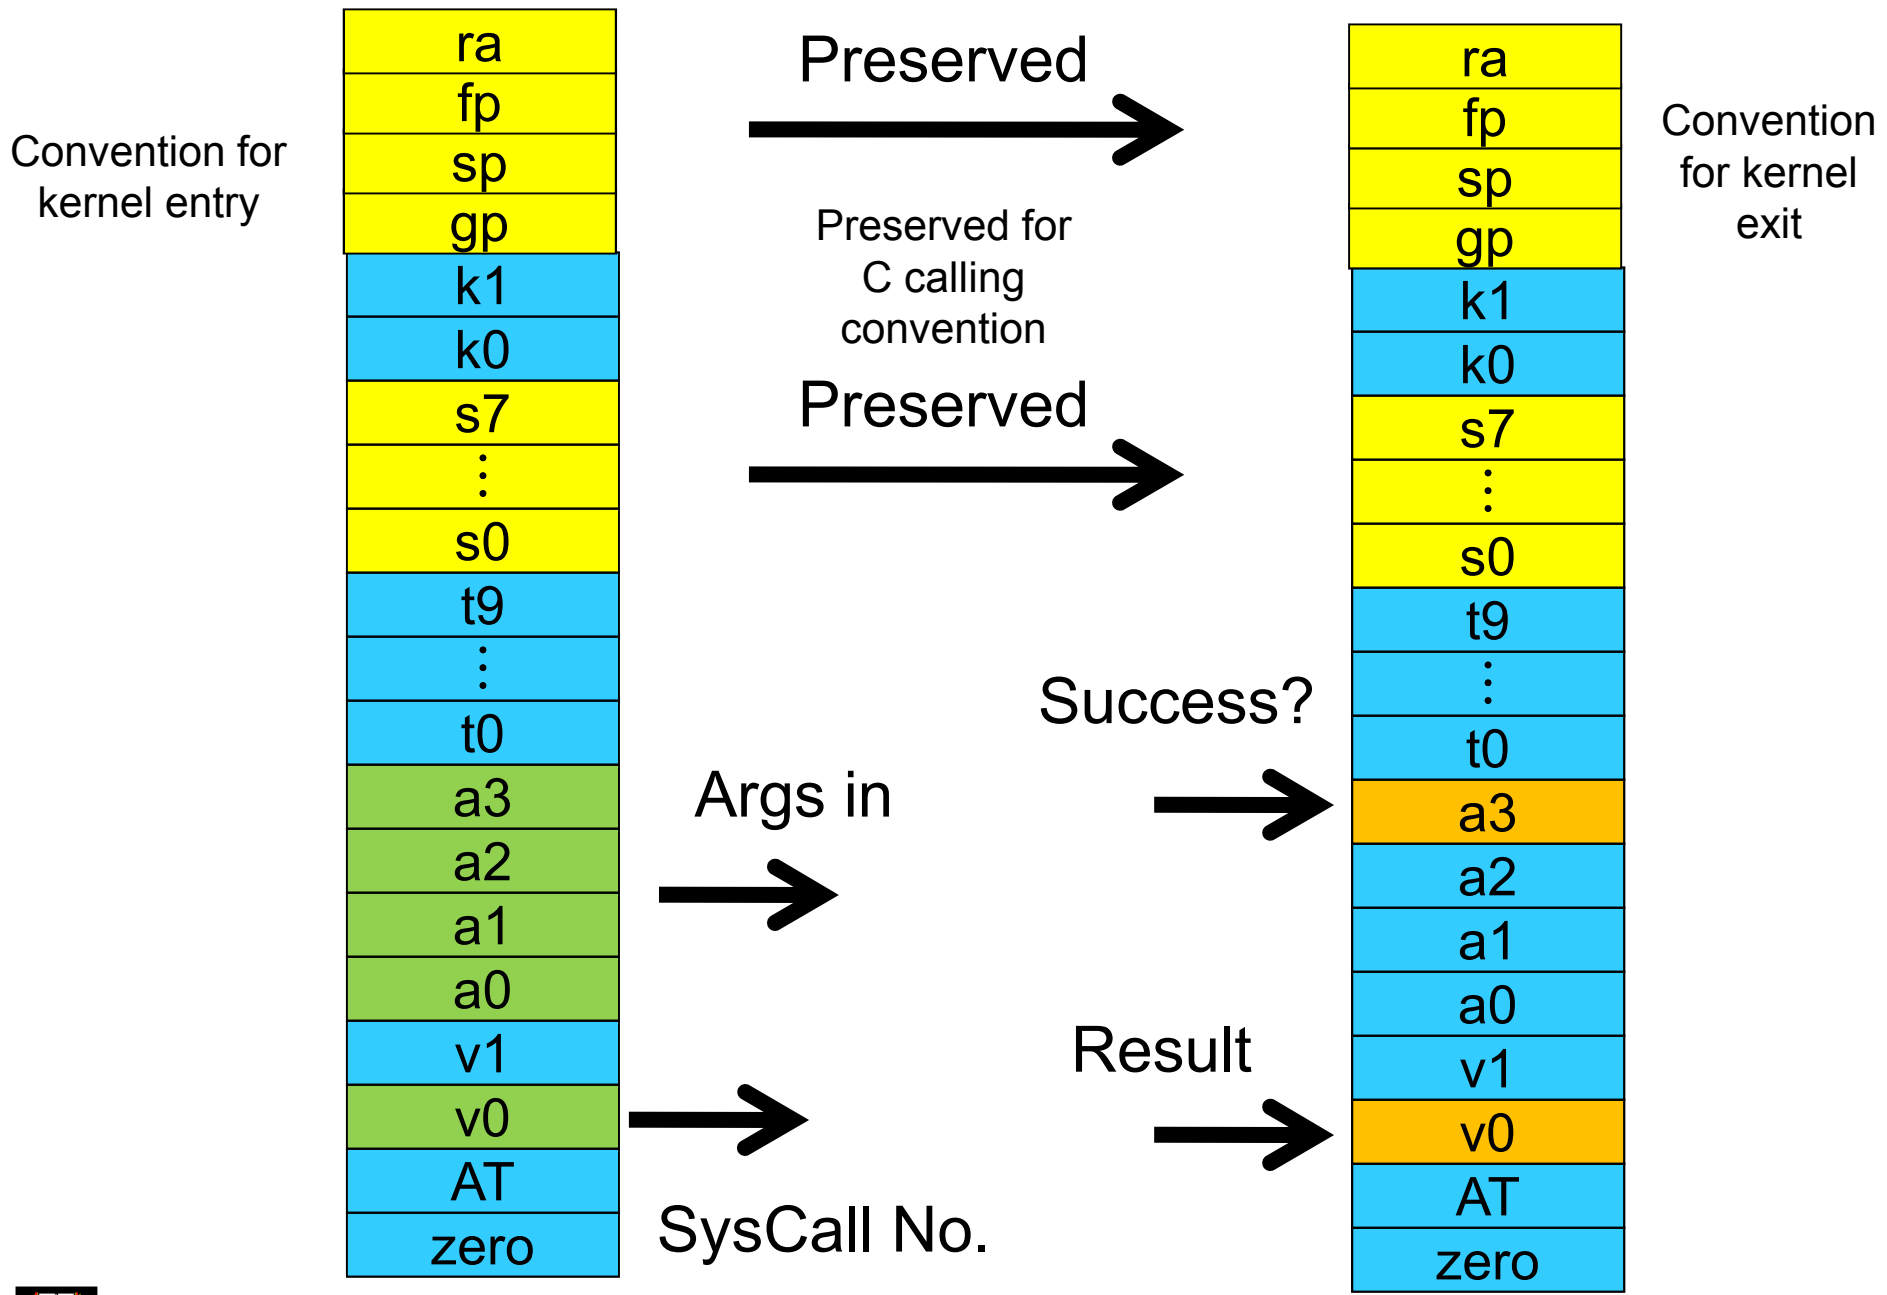 Convention for
kernel entry
ra
fp
sp
gp
k1
k0
s7
⋮
s0
t9
⋮
t0
a3
a2
a1
a0
v1
v0
AT
zero
Preserved
Preserved for
C calling
convention
Preserved
Args in
SysCall No.
Success?
Result
ra
fp
sp
gp
k1
k0
s7
⋮
s0
t9
⋮
t0
a3
a2
a1
a0
v1
v0
AT
zero
Convention
for kernel
exit